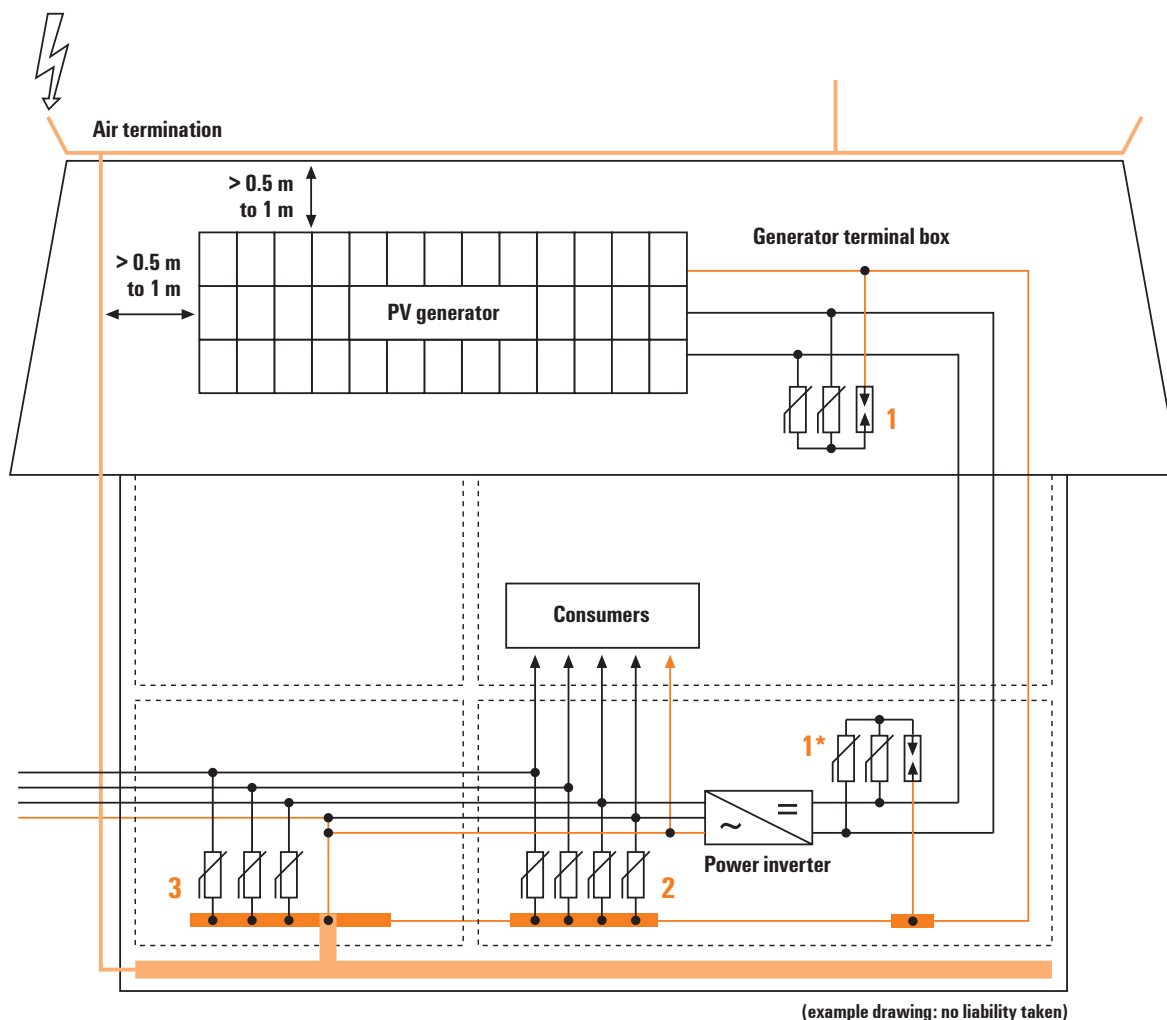 Air termination
> 0.5 m
to 1 m
> 0.5 m
to 1 m
Generator terminal box
PV generator
1
Consumers
1*
Power inverter
3
2
(example drawing: no liability taken)